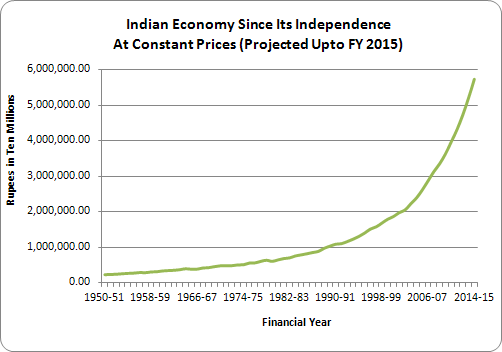 Indian Economy Since Its Independence
At Constant Prices (Projected Upto FY 2015)
Rupees in Ten Millions
6,000,000.00
5,000,000.00
4,000,000.00
3,000,000.00
2,000,000.00
1,000,000.00
0.00
1950-51 1958-59 1966-67 1974-75 1982-83 1990-91 1998-99 2006-07 2014-15
Financial Year